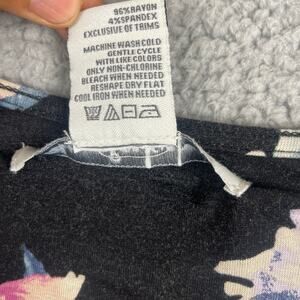 96%RAYON
4%SPANDEX
EXCLUSIVE OF TRIMS
MACHINE WASH COLD
GENTLE CYCLE
WITH LIKE COLORS
ONLY NON-CHLORINE
BLEACH WHEN NEEDED
RESHAPE DRY FLAT
COOL IRON WHEN NEEDED